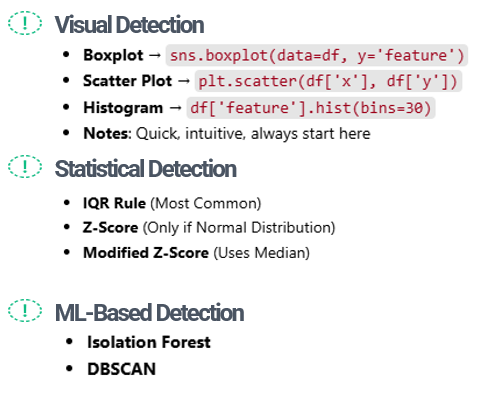 Visual Detection
• Boxplot → sns.boxplot(data=df, y='feature')
• Scatter Plot → plt.scatter(df['x'], df['y'])
• Histogram → df['feature'].hist(bins=30)
• Notes: Quick, intuitive, always start here
Statistical Detection
• IQR Rule (Most Common)
• Z-Score (Only if Normal Distribution)
• Modified Z-Score (Uses Median)
ML-Based Detection
• Isolation Forest
• DBSCAN